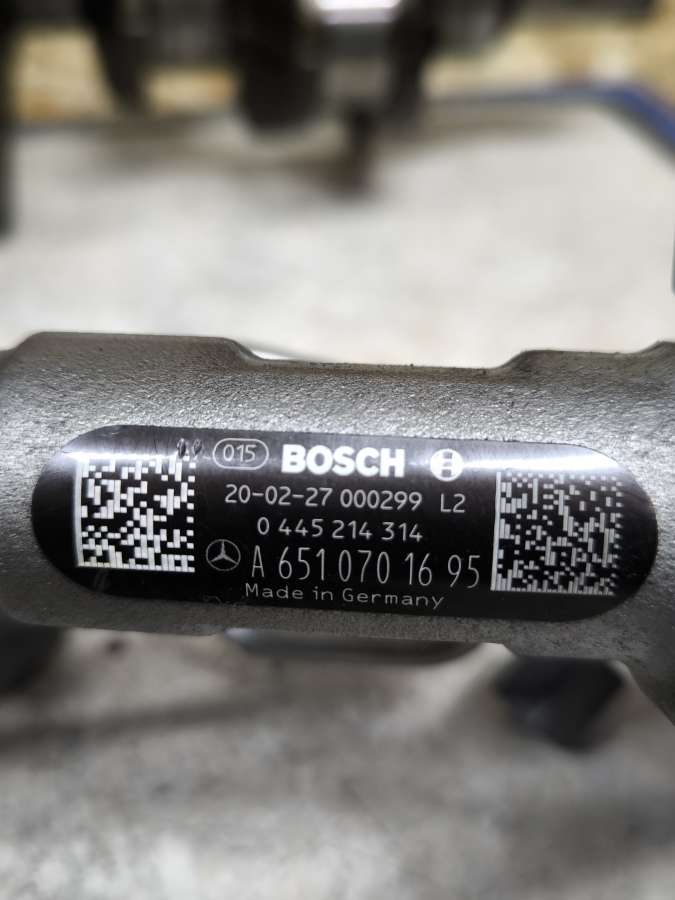 015 BOSCH
20-02-27 000299 L2
0 445 214 314
A 651 070 16 95
Made in Germany